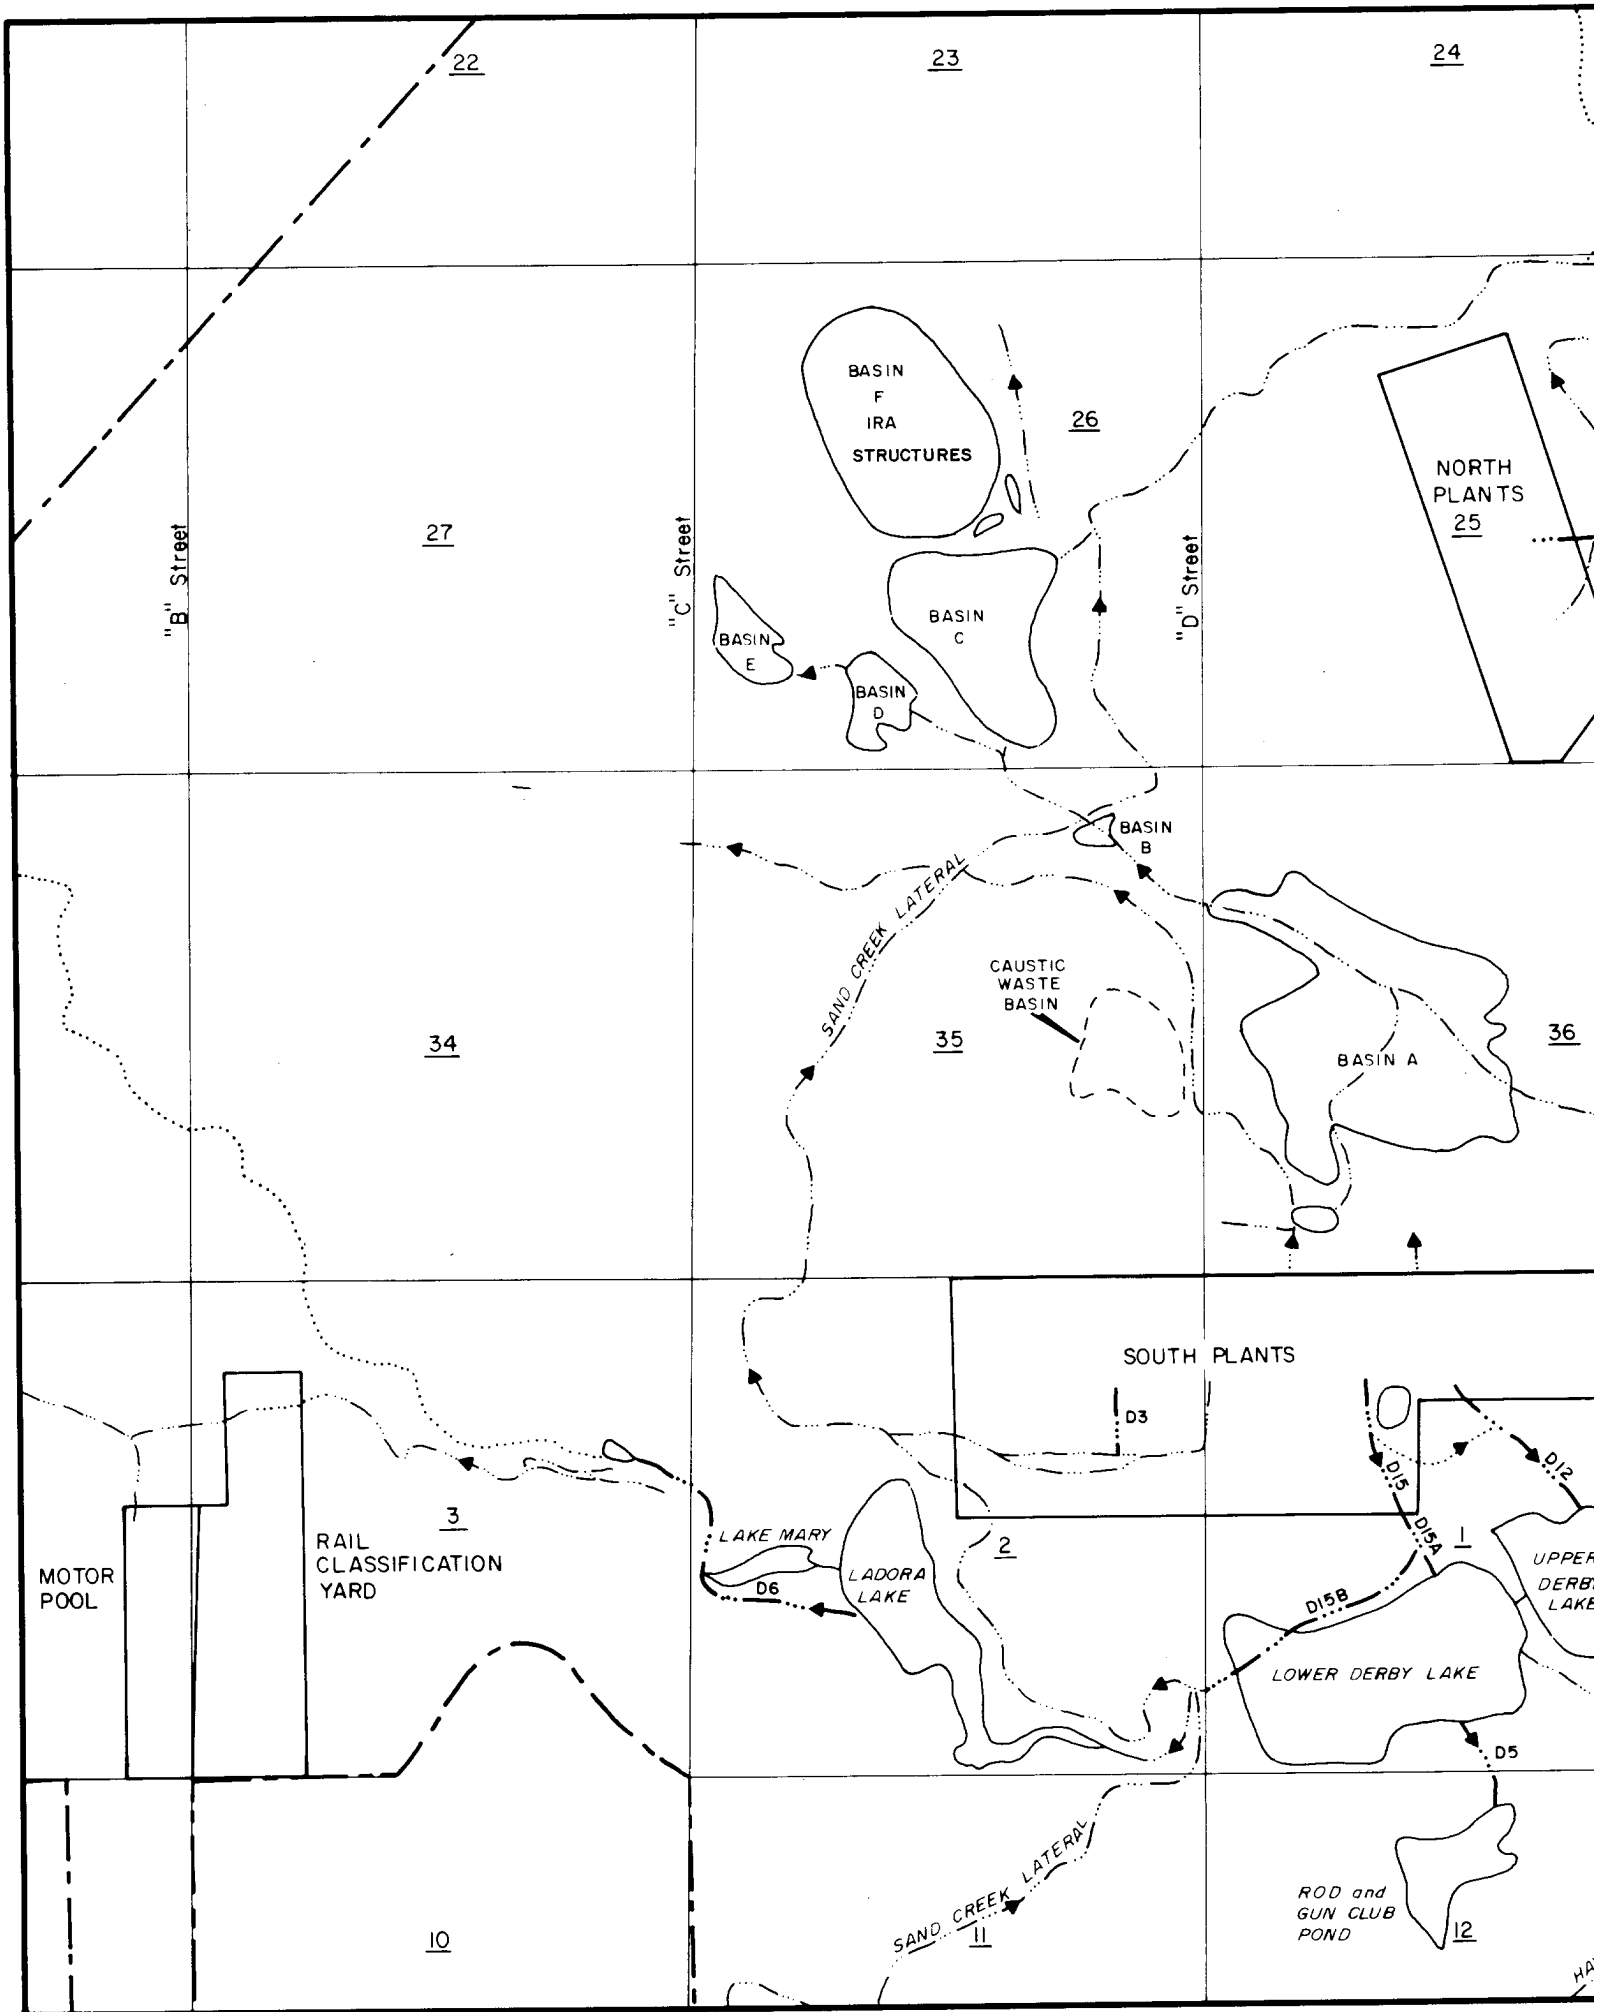 22
23
24
BASIN
F
IRA
STRUCTURES
26
NORTH
PLANTS
25
27
"B" Street
"C" Street
"D" Street
BASIN
C
BASIN
E
BASIN
D
BASIN
B
SAND CREEK LATERAL
CAUSTIC
WASTE
BASIN
34
35
36
BASIN A
SOUTH PLANTS
D3
D15
D12
D15A
3
2
1
LAKE MARY
RAIL
CLASSIFICATION
YARD
MOTOR
POOL
LADORA
LAKE
D6
UPPER
DERB
LAKE
D15B
LOWER DERBY LAKE
D5
SAND CREEK LATERAL
ROD and
GUN CLUB
POND
10
11
12
HA